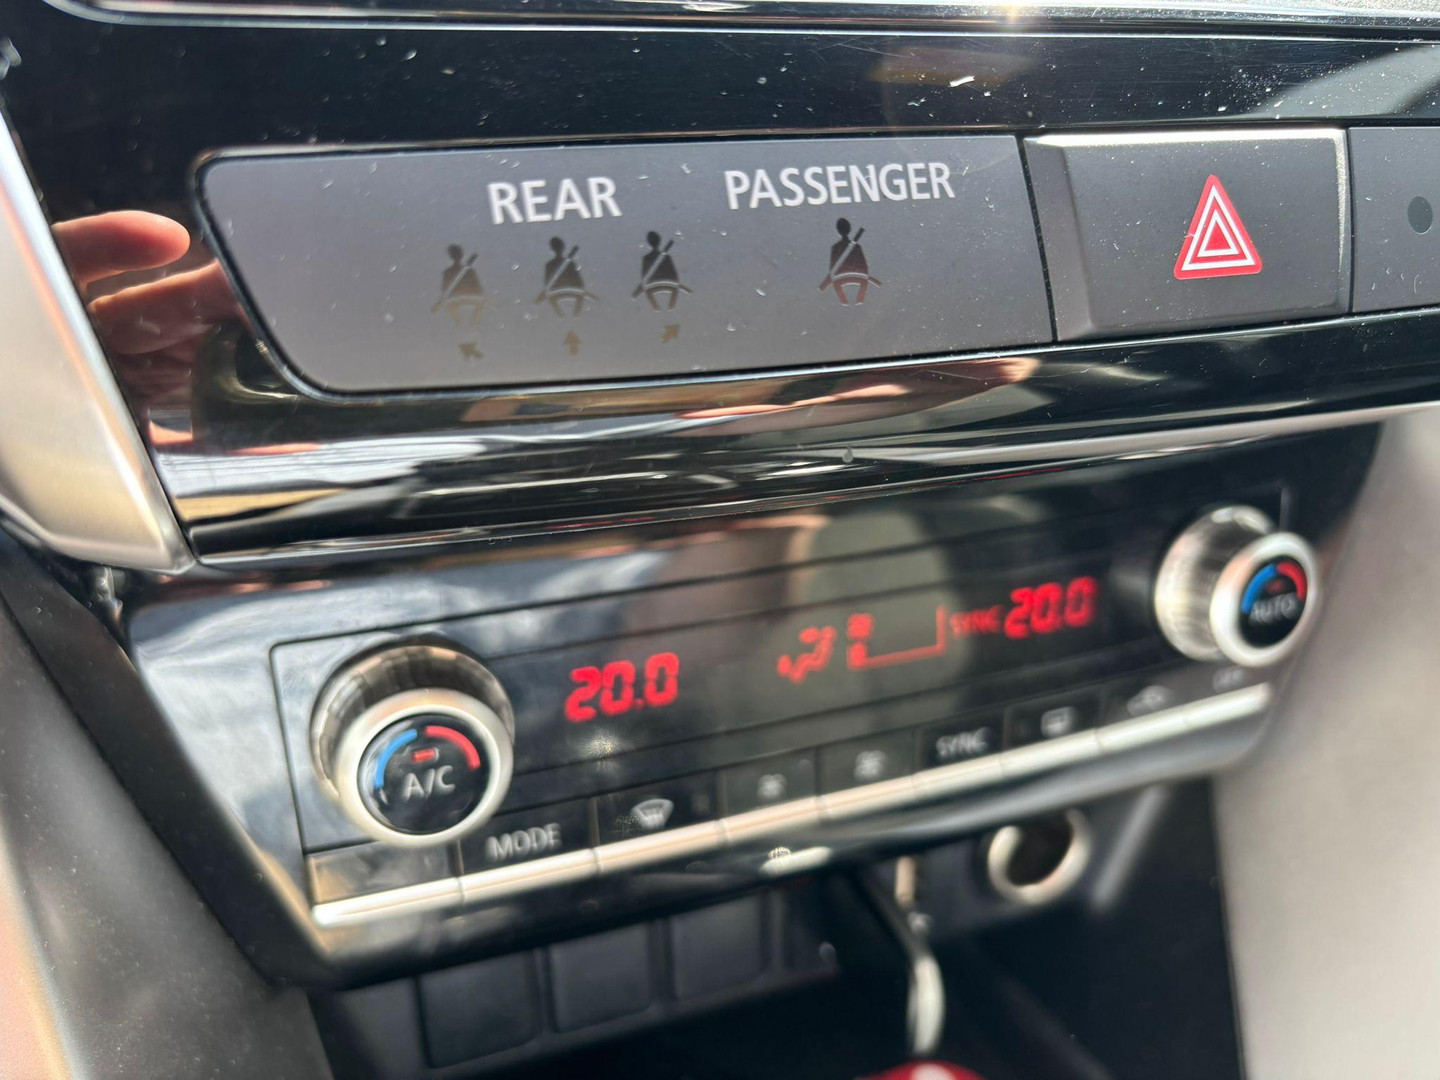 REAR PASSENGER
20.0
SYNC 20.0
AUTO
A/C
MODE
SYNC